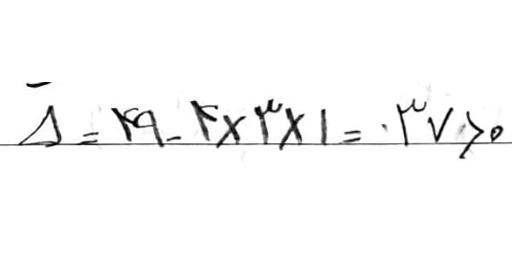 Δ = ۴۹ - ۴ × ۳ × ۱ = ۳۷ > ۰